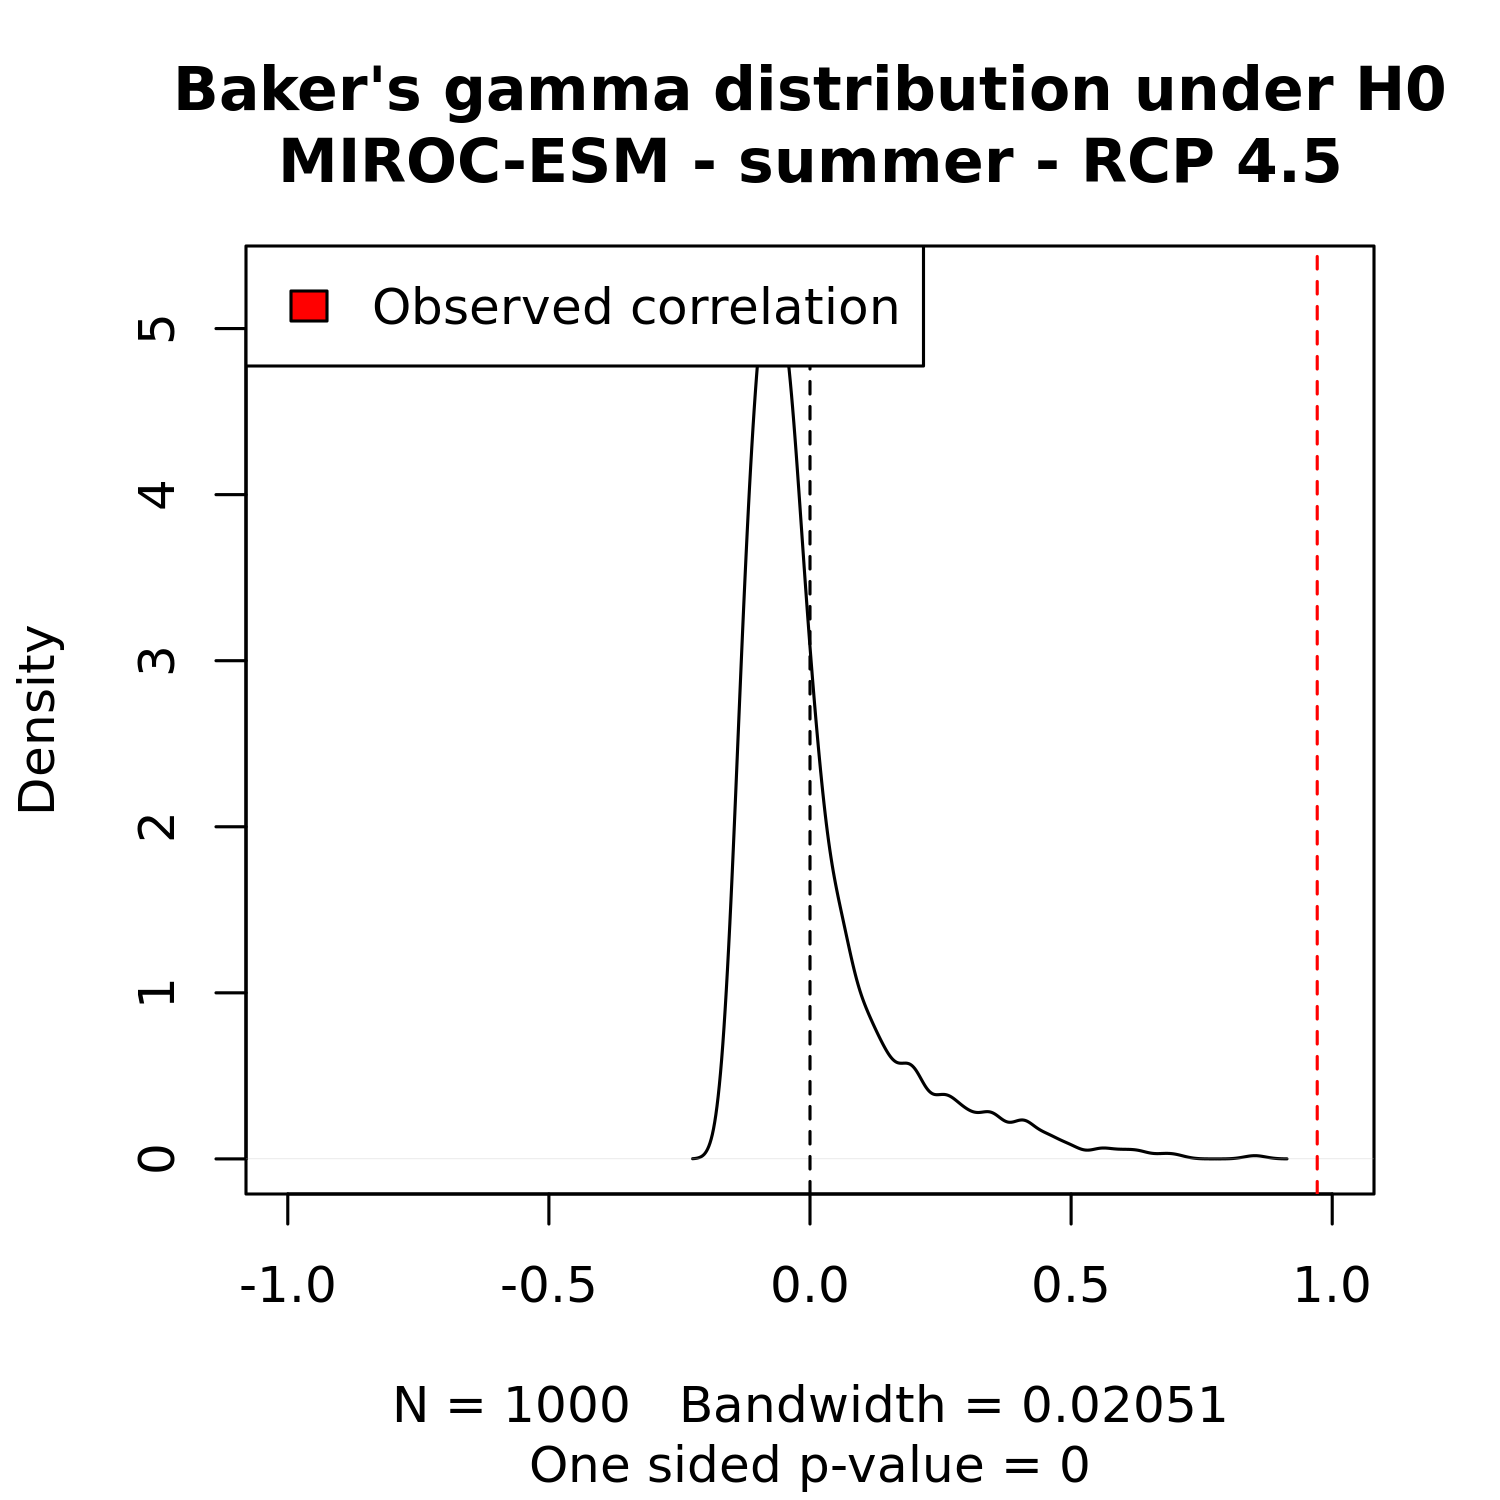 Baker's gamma distribution under H0
MIROC-ESM - summer - RCP 4.5
Observed correlation
Density
5
4
3
2
1
0
-1.0 -0.5 0.0 0.5 1.0
N = 1000 Bandwidth = 0.02051
One sided p-value = 0